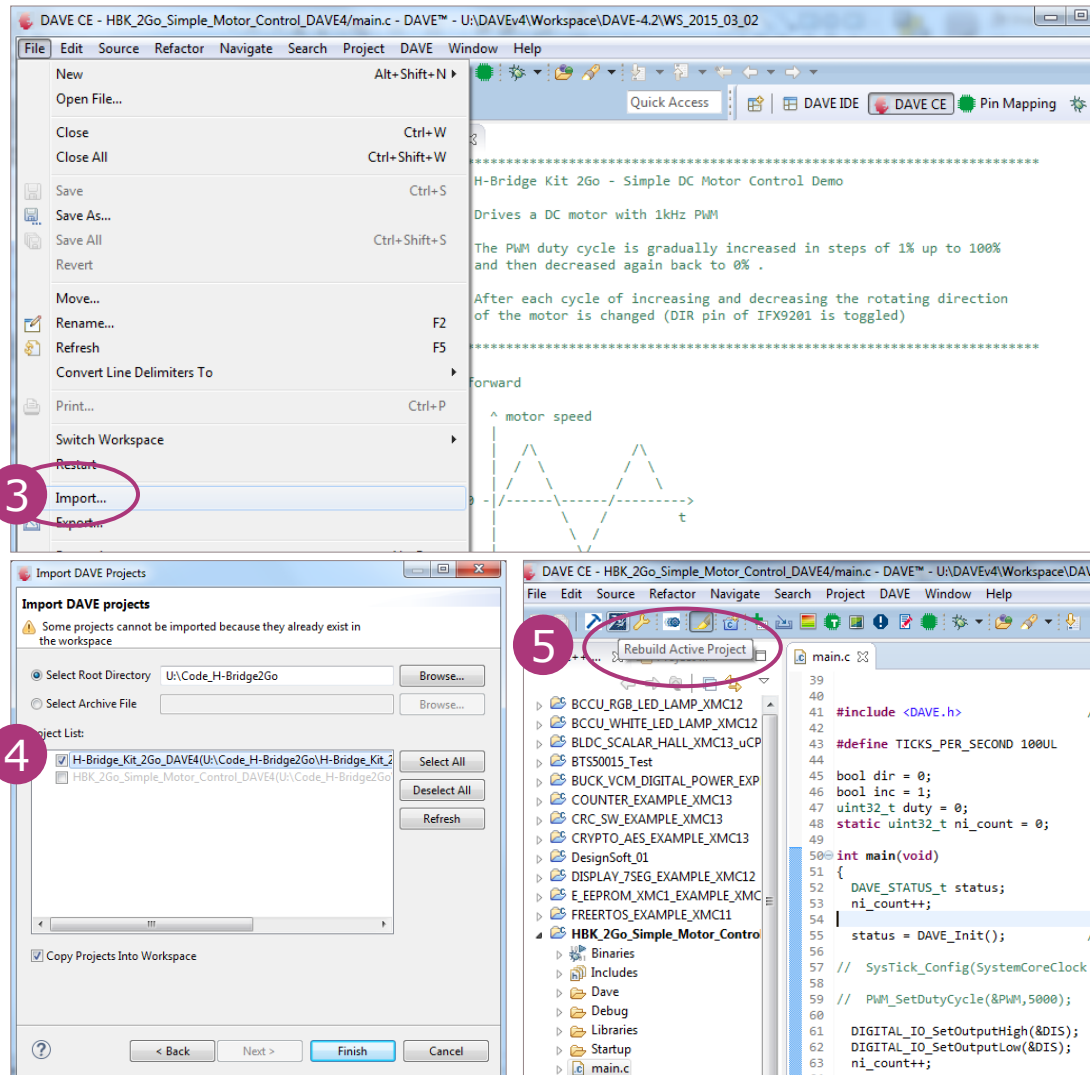 DAVE CE - HBK_2Go_Simple_Motor_Control_DAVE4/main.c - DAVE™ - U:\DAVEv4\Workspace\DAVE-4.2\WS_2015_03_02
File Edit Source Refactor Navigate Search Project DAVE Window Help
New Alt+Shift+N
Open File...
Quick Access DAVE IDE DAVE CE Pin Mapping
Close Ctrl+W
Close All Ctrl+Shift+W
Save Ctrl+S
Save As...
Save All Ctrl+Shift+S
Revert
Move...
Rename... F2
Refresh F5
Convert Line Delimiters To
Print... Ctrl+P
Switch Workspace
Restart
3
Import...
Export...
******************************************************************************
H-Bridge Kit 2Go - Simple DC Motor Control Demo
Drives a DC motor with 1kHz PWM
The PWM duty cycle is gradually increased in steps of 1% up to 100%
and then decreased again back to 0% .
After each cycle of increasing and decreasing the rotating direction
of the motor is changed (DIR pin of IFX9201 is toggled)
******************************************************************************
forward
^ motor speed
|
| /\ /\
| / \ / \
| / \ / \
0 -|/------\------/--------->
| \ / t
| \ /
| \/
Import DAVE Projects
Import DAVE projects
Some projects cannot be imported because they already exist in
the workspace
Select Root Directory U:\Code_H-Bridge2Go Browse...
Select Archive File Browse...
oject List:
4
H-Bridge_Kit_2Go_DAVE4(U:\Code_H-Bridge2Go\H-Bridge_Kit_2
HBK_2Go_Simple_Motor_Control_DAVE4(U:\Code_H-Bridge2Go
Select All
Deselect All
Refresh
Copy Projects Into Workspace
< Back Next > Finish Cancel
DAVE CE - HBK_2Go_Simple_Motor_Control_DAVE4/main.c - DAVE™ - U:\DAVEv4\Workspace\DAV
File Edit Source Refactor Navigate Search Project DAVE Window Help
5
Rebuild Active Project
BCCU_RGB_LED_LAMP_XMC12
BCCU_WHITE_LED_LAMP_XMC12
BLDC_SCALAR_HALL_XMC13_uCP
BTS50015_Test
BUCK_VCM_DIGITAL_POWER_EXP
COUNTER_EXAMPLE_XMC13
CRC_SW_EXAMPLE_XMC13
CRYPTO_AES_EXAMPLE_XMC13
DesignSoft_01
DISPLAY_7SEG_EXAMPLE_XMC12
E_EEPROM_XMC1_EXAMPLE_XMC
FREERTOS_EXAMPLE_XMC11
HBK_2Go_Simple_Motor_Contro
Binaries
Includes
Dave
Debug
Libraries
Startup
main.c
main.c
39
40
41 #include <DAVE.h> /
42
43 #define TICKS_PER_SECOND 100UL
44
45 bool dir = 0;
46 bool inc = 1;
47 uint32_t duty = 0;
48 static uint32_t ni_count = 0;
49
50 int main(void)
51 {
52 DAVE_STATUS_t status;
53 ni_count++;
54
55 status = DAVE_Init(); /
56
57 // SysTick_Config(SystemCoreClock
58
59 // PWM_SetDutyCycle(&PWM,5000);
60
61 DIGITAL_IO_SetOutputHigh(&DIS);
62 DIGITAL_IO_SetOutputLow(&DIS);
63 ni_count++;